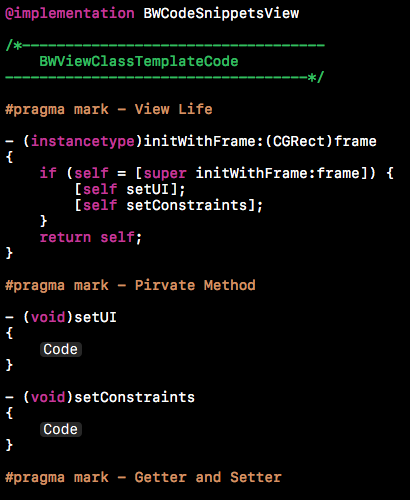 @implementation BWCodeSnippetsView
/*-----------------------------------
BWViewClassTemplateCode
-----------------------------------*/
#pragma mark - View Life
- (instancetype)initWithFrame:(CGRect)frame
{
if (self = [super initWithFrame:frame]) {
[self setUI];
[self setConstraints];
}
return self;
}
#pragma mark - Pirvate Method
- (void)setUI
{
Code
}
- (void)setConstraints
{
Code
}
#pragma mark - Getter and Setter